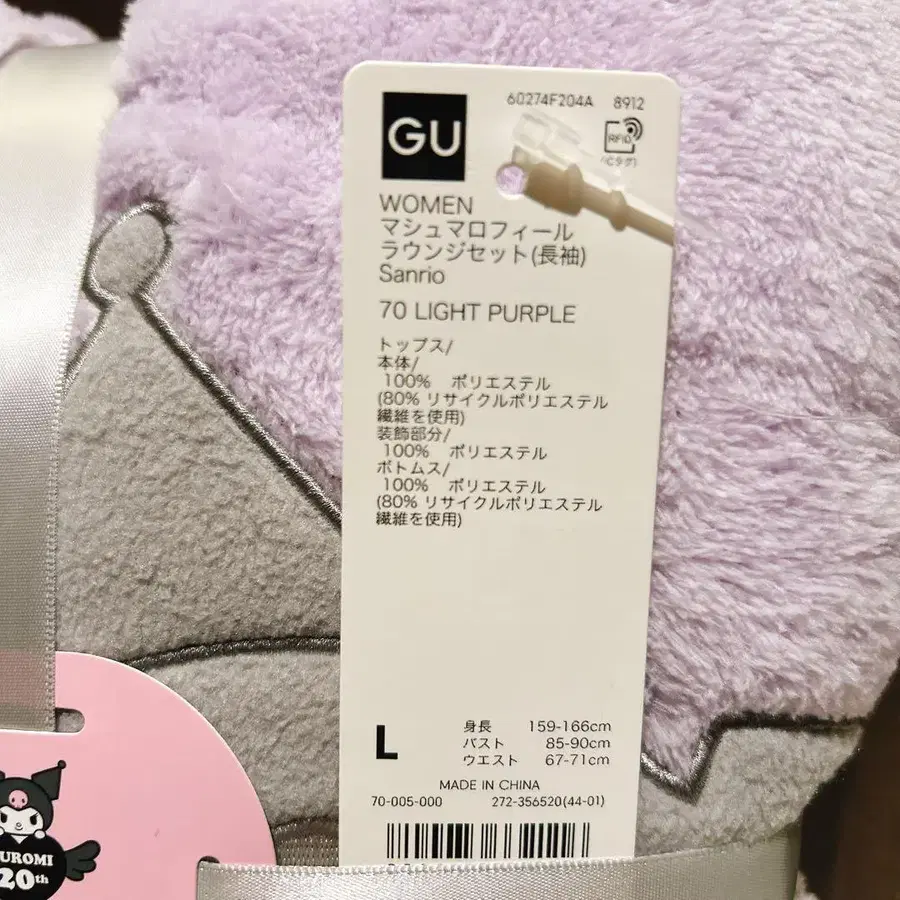 GU
60274F204A 8912
RFID
(ICタグ)
WOMEN
マシュマロフィール
ラウンジセット(長袖)
Sanrio
70 LIGHT PURPLE
トップス/
本体/
100% ポリエステル
(80% リサイクルポリエステル
繊維を使用)
装飾部分/
100% ポリエステル
ボトムス/
100% ポリエステル
(80% リサイクルポリエステル
繊維を使用)
L
身長 159-166cm
バスト 85-90cm
ウエスト 67-71cm
MADE IN CHINA
70-005-000 272-356520(44-01)
UROMI
20th